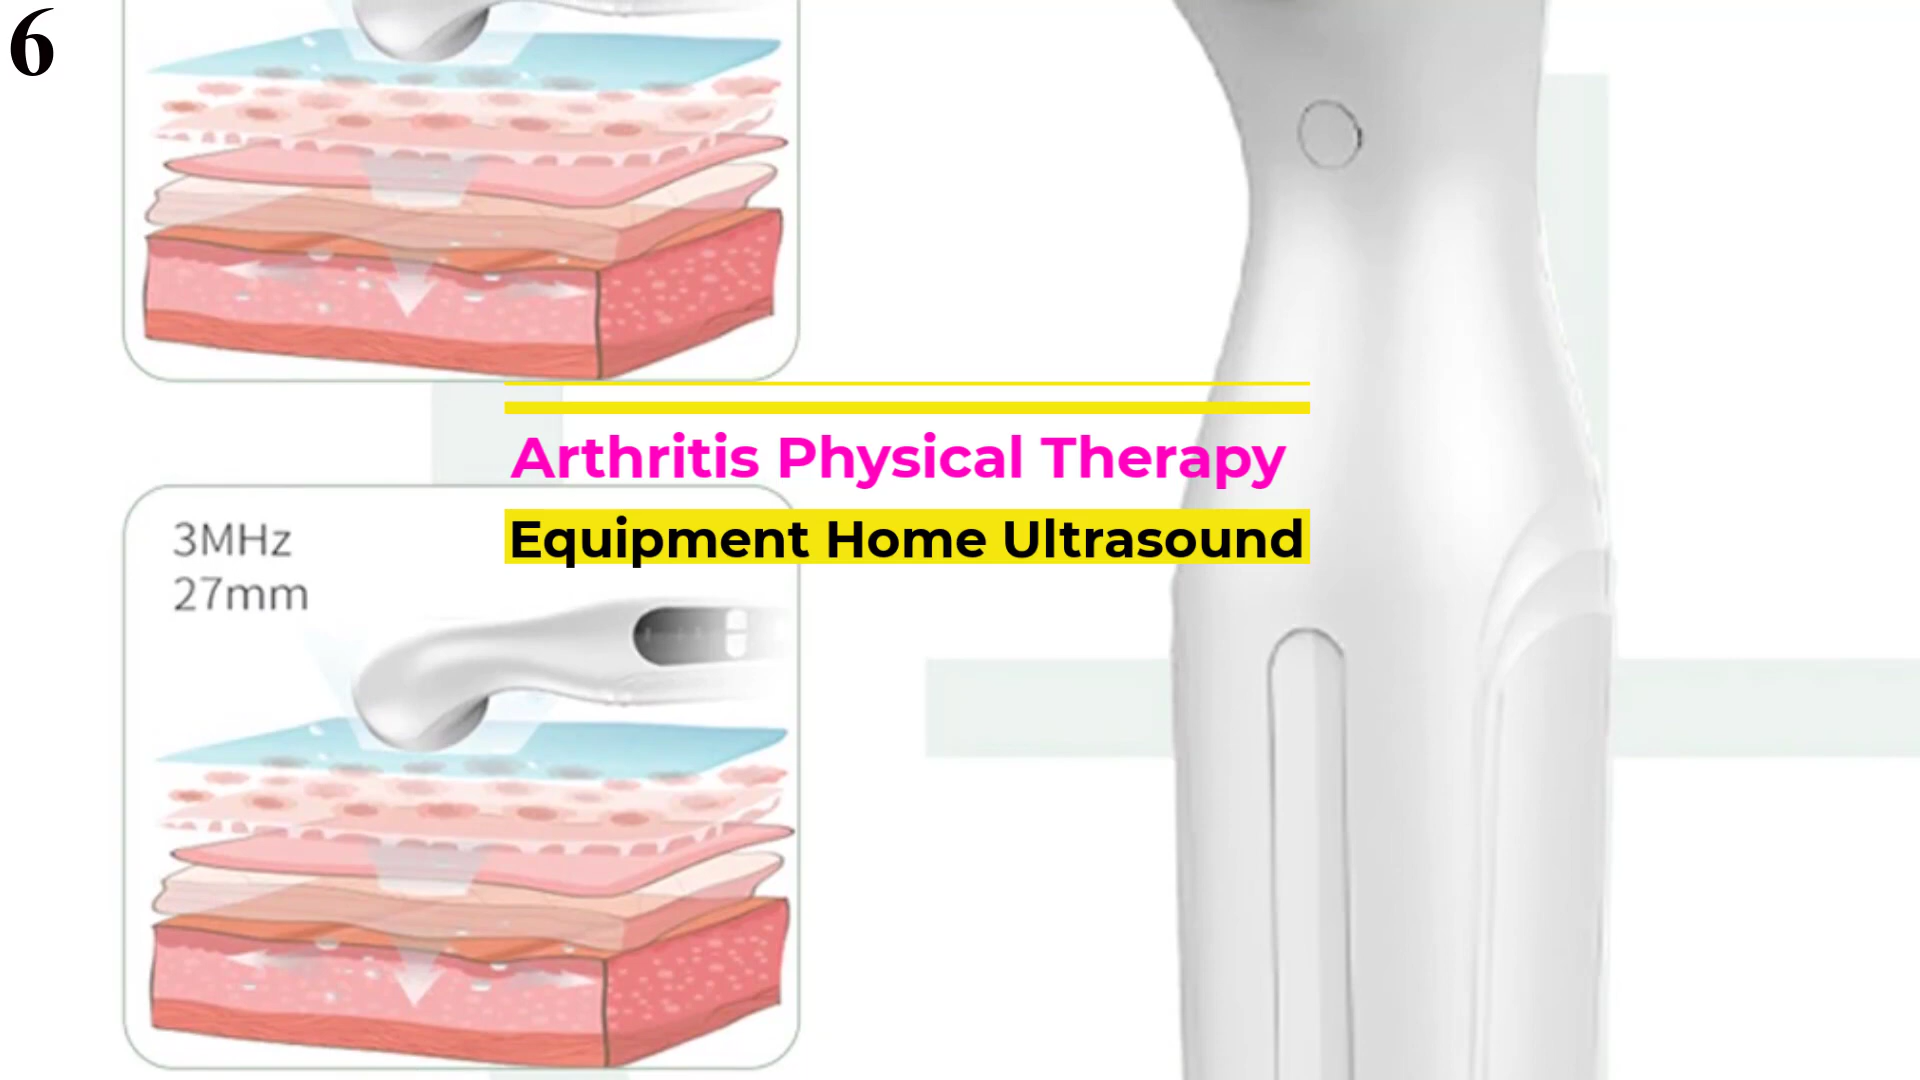 6
Arthritis Physical Therapy
Equipment Home Ultrasound
3MHz
27mm